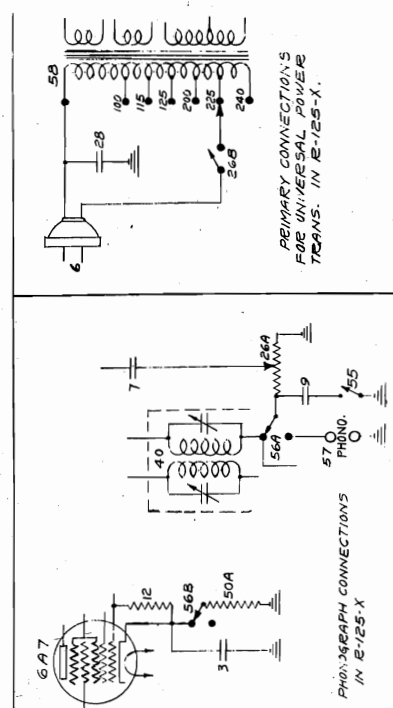 58
100
115
125
200
225
240
28
26B
6
PRIMARY CONNECTIONS
FOR UNIVERSAL POWER
TRANS. IN R-125-X.
6A7
12
56B
50A
3
40
7
26A
56A
9
55
57
PHONO.
PHONOGRAPH CONNECTIONS
IN R-125-X